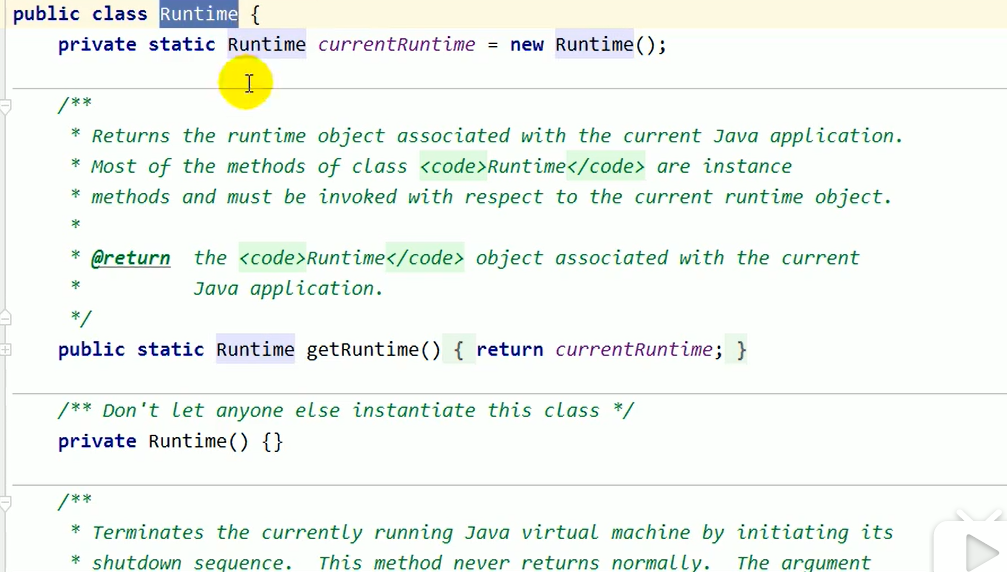 public class Runtime {
private static Runtime currentRuntime = new Runtime();
/**
* Returns the runtime object associated with the current Java application.
* Most of the methods of class <code>Runtime</code> are instance
* methods and must be invoked with respect to the current runtime object.
*
* @return  the <code>Runtime</code> object associated with the current
*          Java application.
*/
public static Runtime getRuntime() { return currentRuntime; }
/** Don't let anyone else instantiate this class */
private Runtime() {}
/**
* Terminates the currently running Java virtual machine by initiating its
* shutdown sequence.  This method never returns normally.  The argument